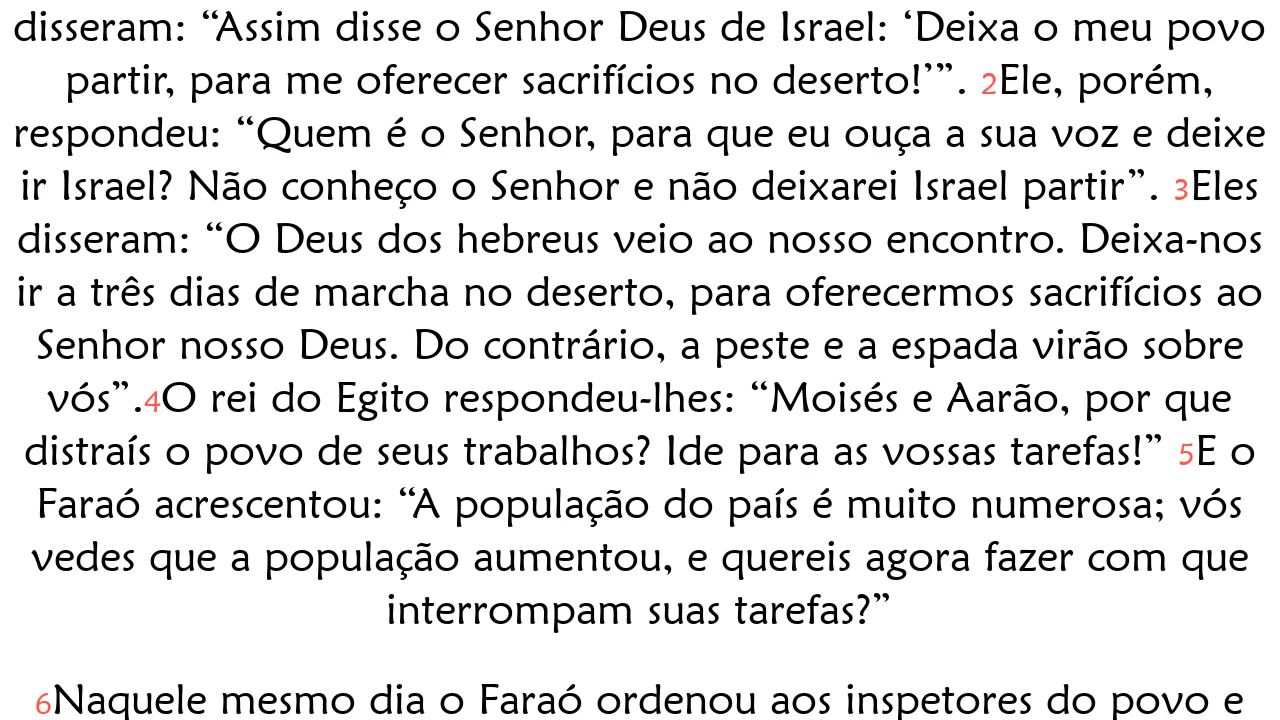 disseram: “Assim disse o Senhor Deus de Israel: ‘Deixa o meu povo
partir, para me oferecer sacrifícios no deserto!’”. 2Ele, porém,
respondeu: “Quem é o Senhor, para que eu ouça a sua voz e deixe
ir Israel? Não conheço o Senhor e não deixarei Israel partir”. 3Eles
disseram: “O Deus dos hebreus veio ao nosso encontro. Deixa-nos
ir a três dias de marcha no deserto, para oferecermos sacrifícios ao
Senhor nosso Deus. Do contrário, a peste e a espada virão sobre
vós”.4O rei do Egito respondeu-lhes: “Moisés e Aarão, por que
distraís o povo de seus trabalhos? Ide para as vossas tarefas!” 5E o
Faraó acrescentou: “A população do país é muito numerosa; vós
vedes que a população aumentou, e quereis agora fazer com que
interrompam suas tarefas?”
6Naquele mesmo dia o Faraó ordenou aos inspetores do povo e